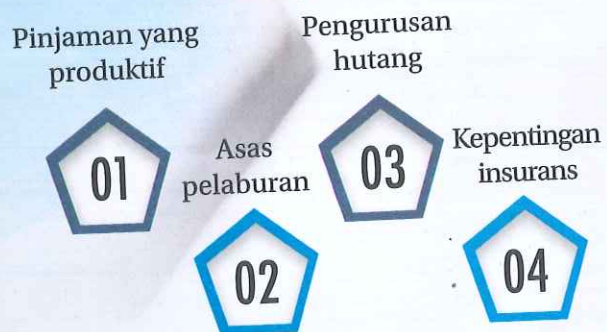 Pinjaman yang
produktif
01
Asas
pelaburan
02
Pengurusan
hutang
03
Kepentingan
insurans
04